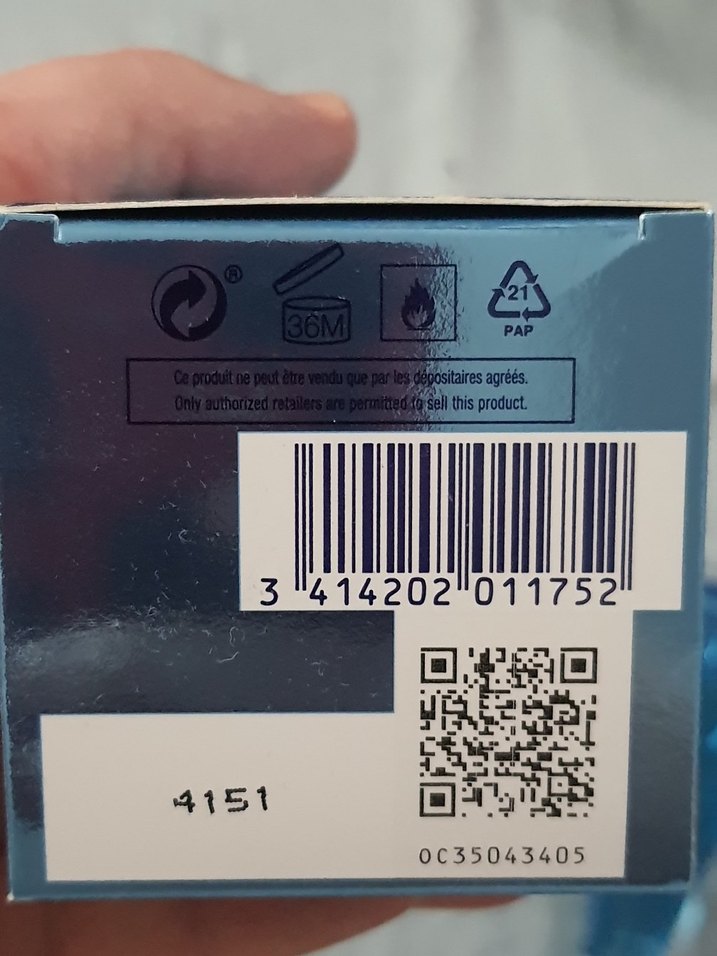 ®
36M
21
PAP
Ce produit ne peut être vendu que par les dépositaires agréés.
Only authorized retailers are permitted to sell this product.
3 414202 011752
4151
0C35043405